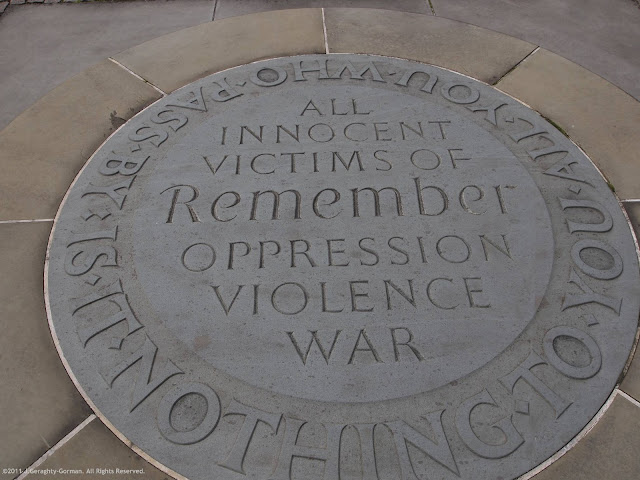 ALL
INNOCENT
VICTIMS OF
Remember
OPPRESSION
VIOLENCE
WAR
IS · IT · NOTHING · TO · YOU · ALL · YOU · WHO · PASS · BY ·
©2011 J.Geraghty-Gorman. All Rights Reserved.